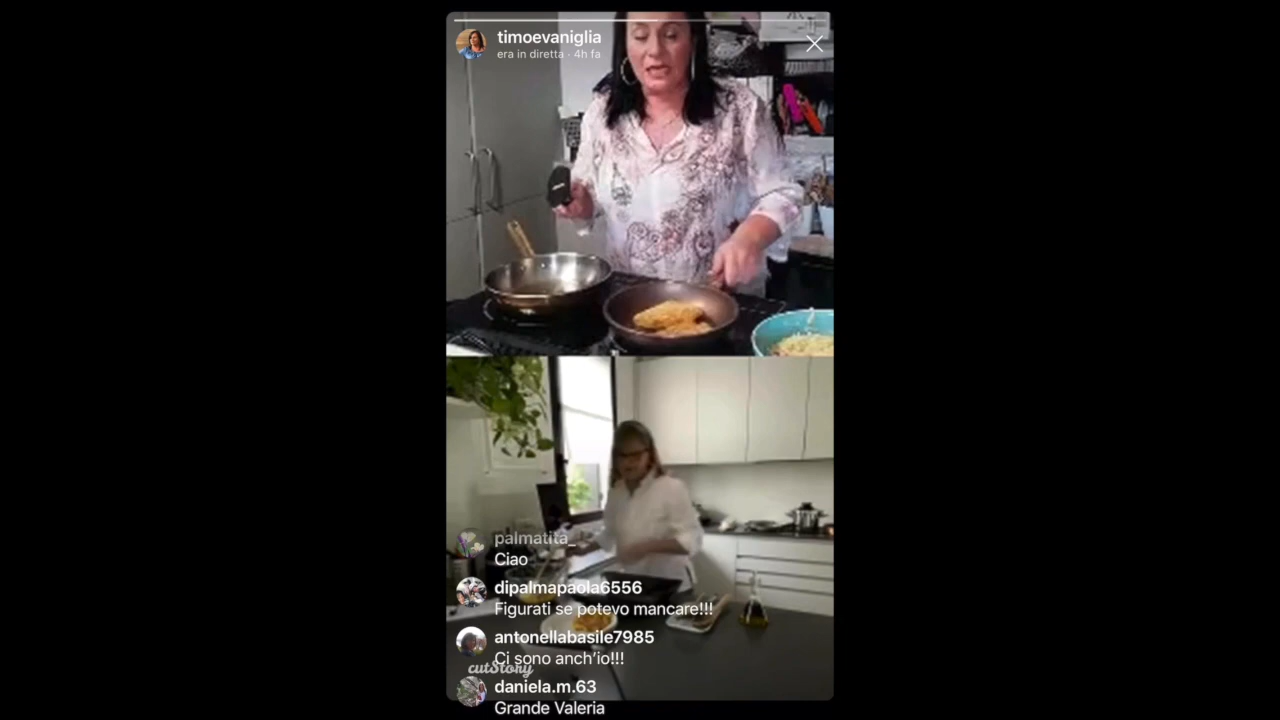 timoevaniglia
era in diretta · 4h fa
palmatita_
Ciao
dipalmapaola6556
Figurati se potevo mancare!!!
antonellabasile7985
Ci sono anch'io!!!
cutStory
daniela.m.63
Grande Valeria